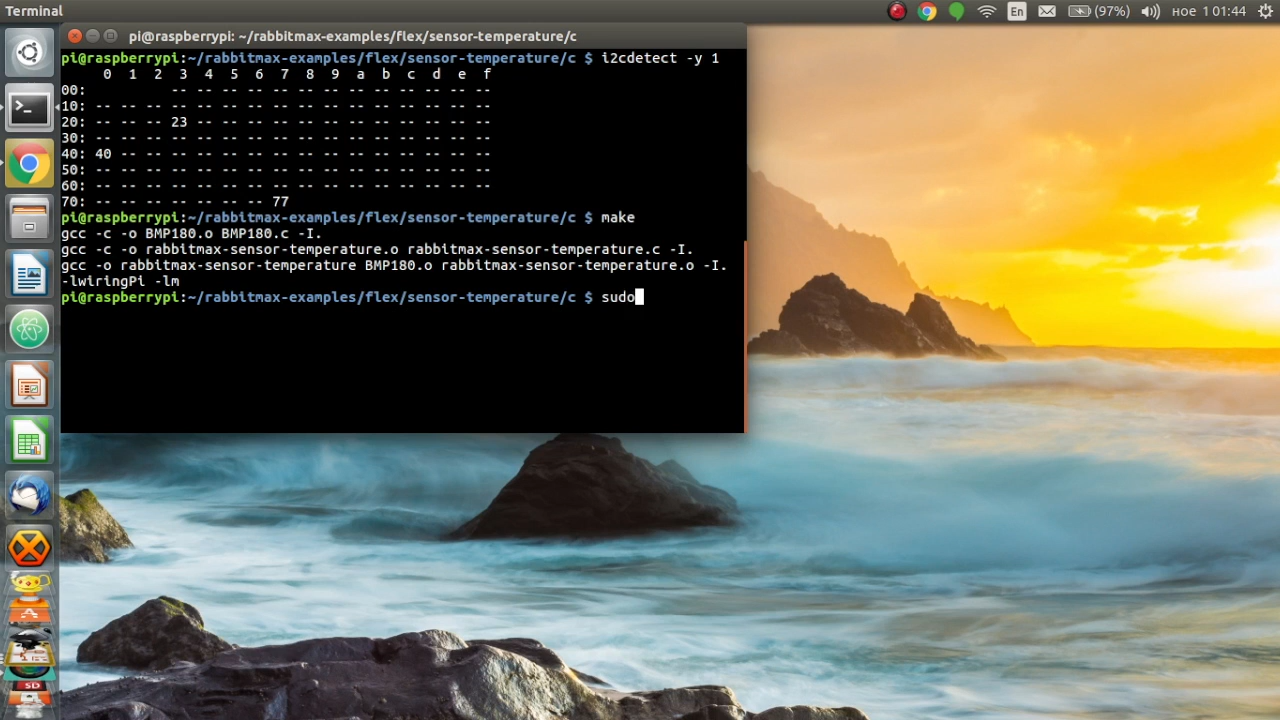 Terminal
En (97%) ное 1 01:44
pi@raspberrypi: ~/rabbitmax-examples/flex/sensor-temperature/c
pi@raspberrypi:~/rabbitmax-examples/flex/sensor-temperature/c $ i2cdetect -y 1
     0  1  2  3  4  5  6  7  8  9  a  b  c  d  e  f
00:          -- -- -- -- -- -- -- -- -- -- -- -- --
10: -- -- -- -- -- -- -- -- -- -- -- -- -- -- -- --
20: -- -- -- 23 -- -- -- -- -- -- -- -- -- -- -- --
30: -- -- -- -- -- -- -- -- -- -- -- -- -- -- -- --
40: 40 -- -- -- -- -- -- -- -- -- -- -- -- -- -- --
50: -- -- -- -- -- -- -- -- -- -- -- -- -- -- -- --
60: -- -- -- -- -- -- -- -- -- -- -- -- -- -- -- --
70: -- -- -- -- -- -- -- 77
pi@raspberrypi:~/rabbitmax-examples/flex/sensor-temperature/c $ make
gcc -c -o BMP180.o BMP180.c -I.
gcc -c -o rabbitmax-sensor-temperature.o rabbitmax-sensor-temperature.c -I.
gcc -o rabbitmax-sensor-temperature BMP180.o rabbitmax-sensor-temperature.o -I.
-lwiringPi -lm
pi@raspberrypi:~/rabbitmax-examples/flex/sensor-temperature/c $ sudo
SD